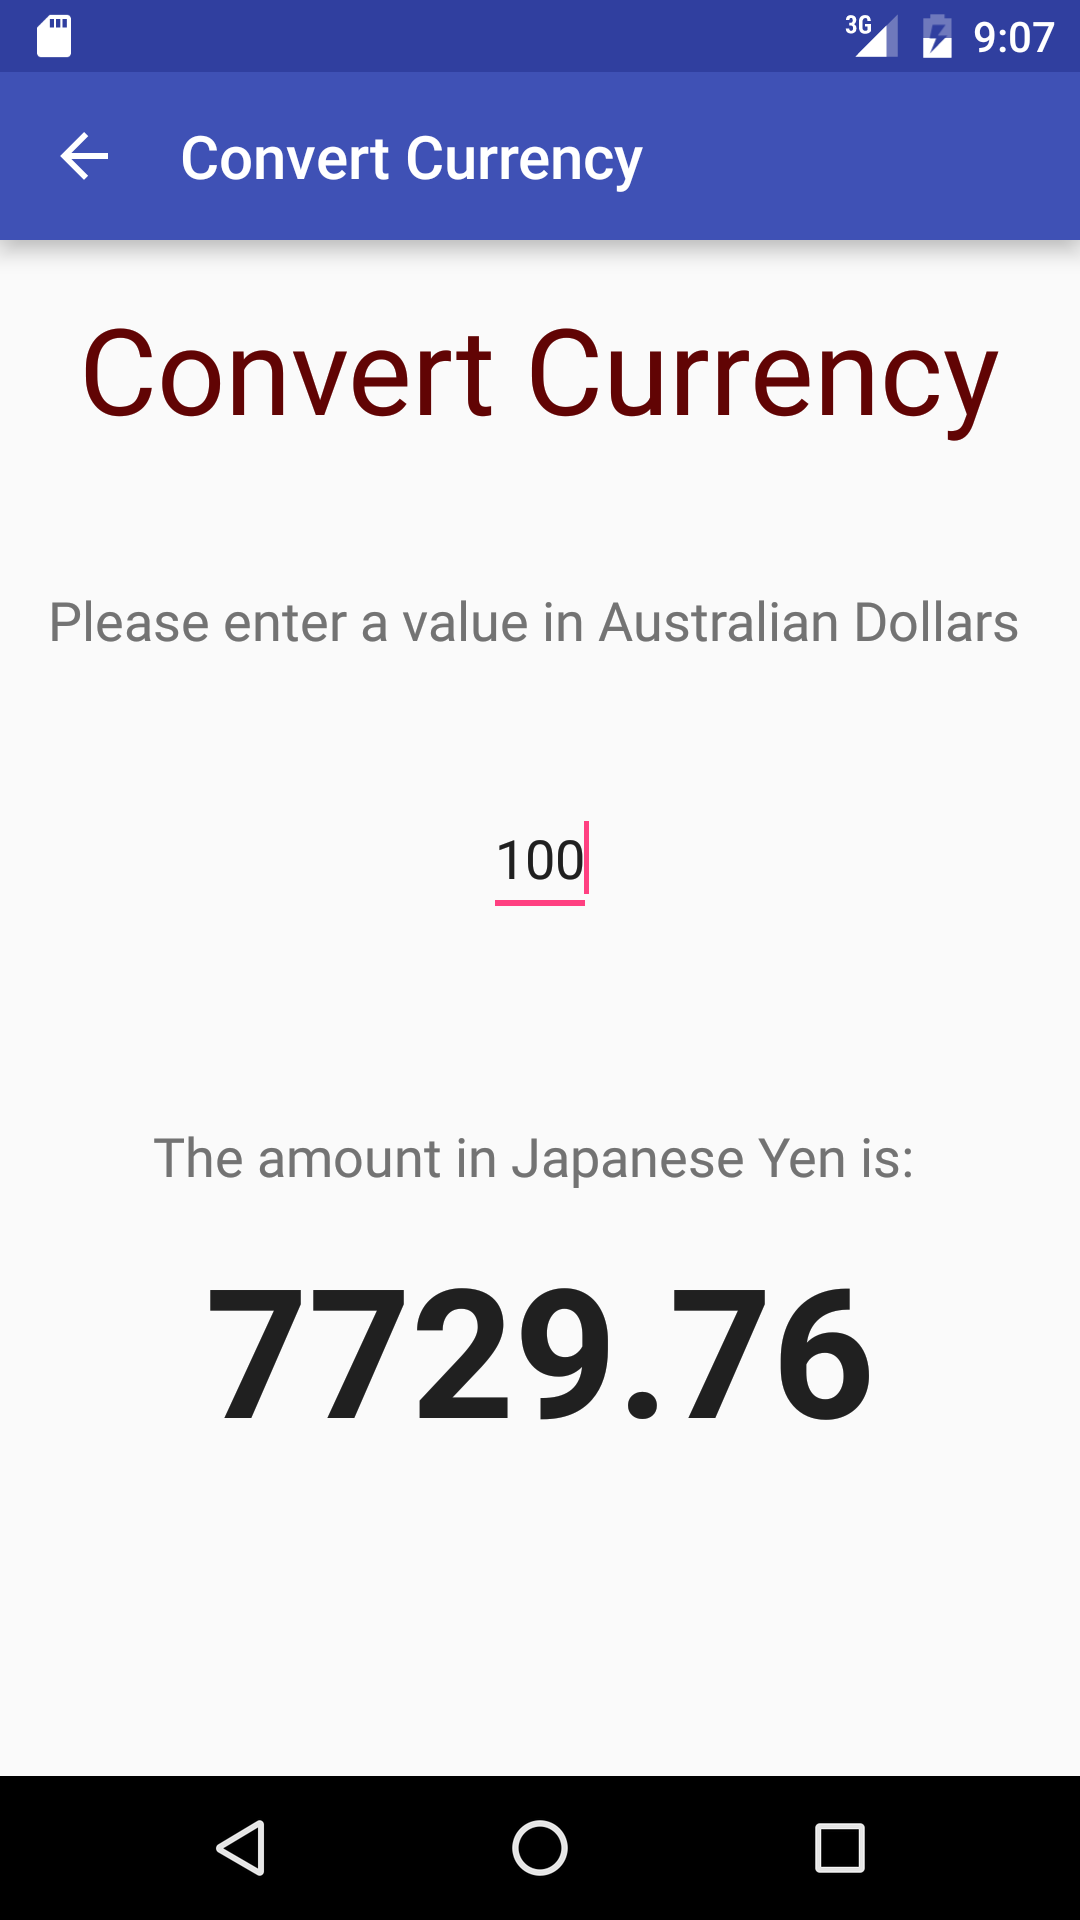 3G 9:07
Convert Currency
Convert Currency
Please enter a value in Australian Dollars
100
The amount in Japanese Yen is:
7729.76